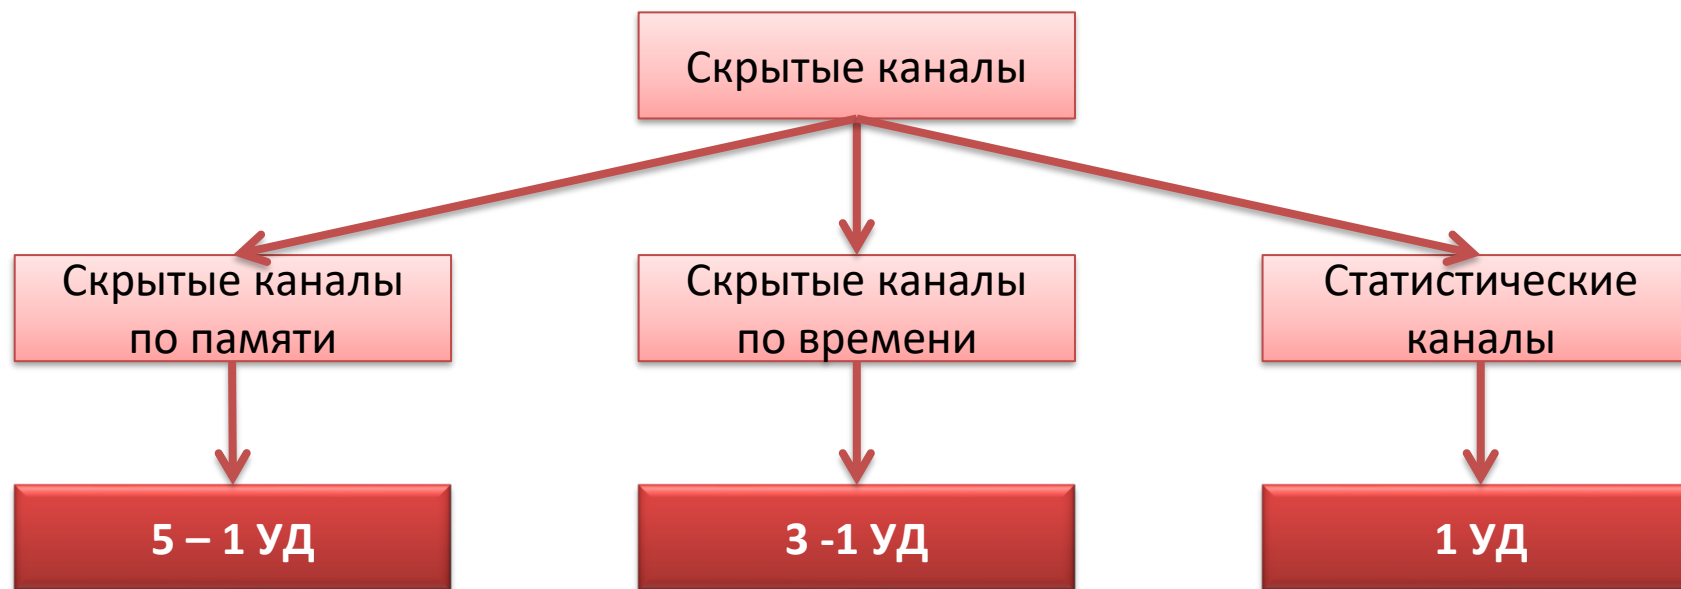 Скрытые каналы
Скрытые каналы
по памяти
Скрытые каналы
по времени
Статистические
каналы
5 – 1 УД
3 -1 УД
1 УД